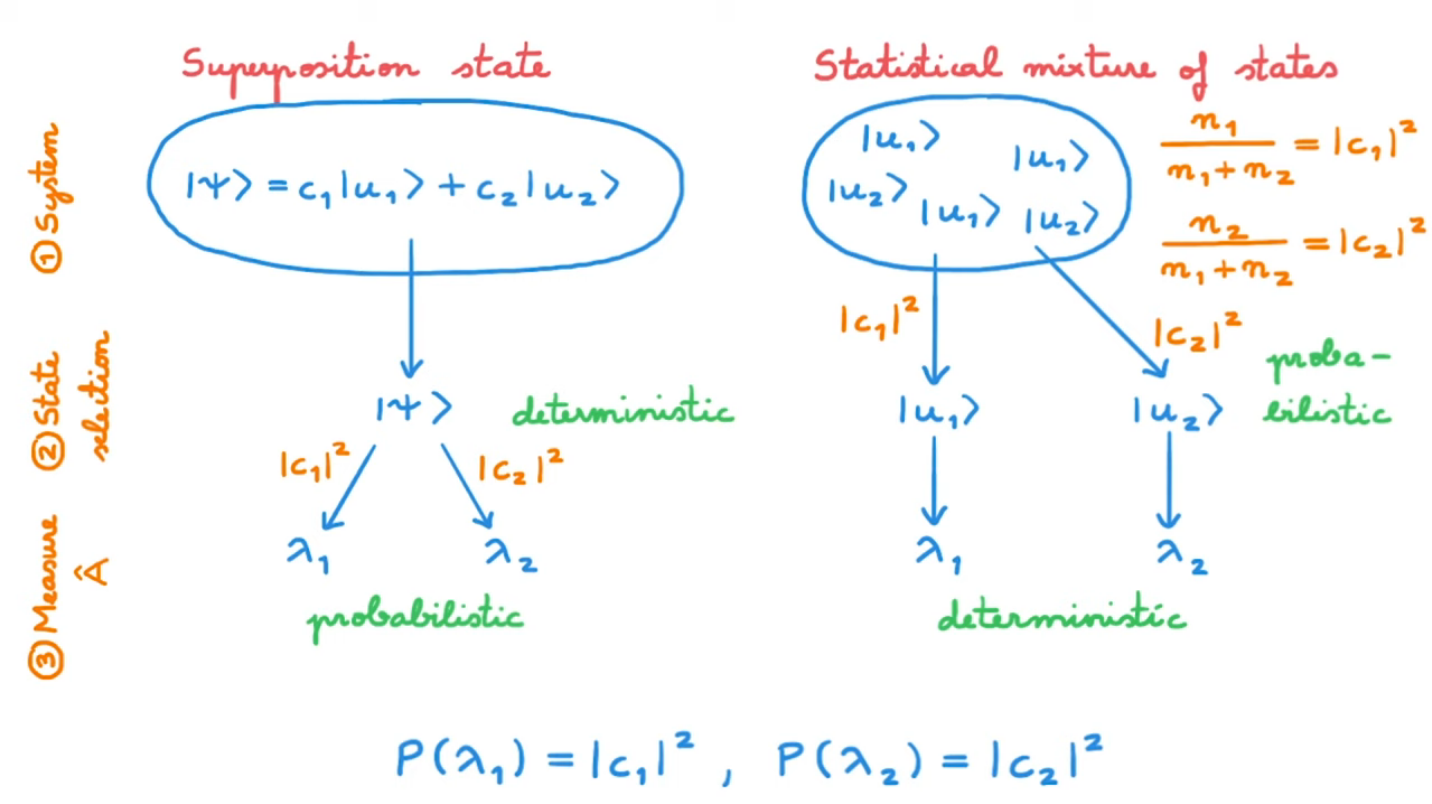 Superposition state
|ψ⟩ = c₁|u₁⟩ + c₂|u₂⟩
|ψ⟩
deterministic
|c₁|²
|c₂|²
λ₁
λ₂
probabilistic
Statistical mixture of states
|u₁⟩
|u₁⟩
|u₂⟩
|u₁⟩
|u₂⟩
n₁/(n₁+n₂) = |c₁|²
n₂/(n₁+n₂) = |c₂|²
|c₁|²
|c₂|²
proba-
bilistic
|u₁⟩
|u₂⟩
λ₁
λ₂
deterministic
① System
② State
selection
③ Measure
Â
P(λ₁) = |c₁|² , P(λ₂) = |c₂|²